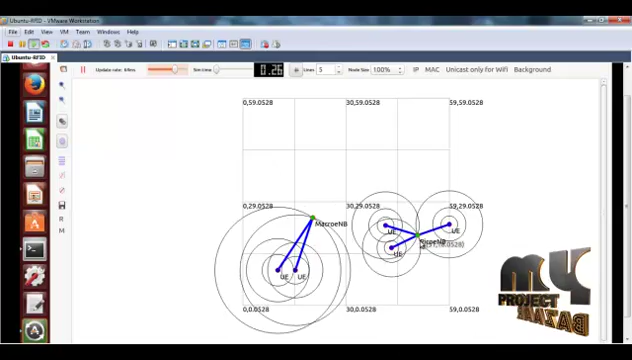 Ubuntu-RFID - VMware Workstation
File Edit View VM Team Windows Help
Ubuntu-RFID
Update rate: 84ms
Sim time
0.26
Lines 5
Node Size 100%
IP MAC Unicast only for Wifi Background
0,59.0528
30,59.0528
59,59.0528
0,29.0528
30,29.0528
59,29.0528
MacroeNB
UE
UE
UE
UE
UE
0,0.0528
30,0.0528
59,0.0528
R
M
MY
PROJECT
BAZAAR